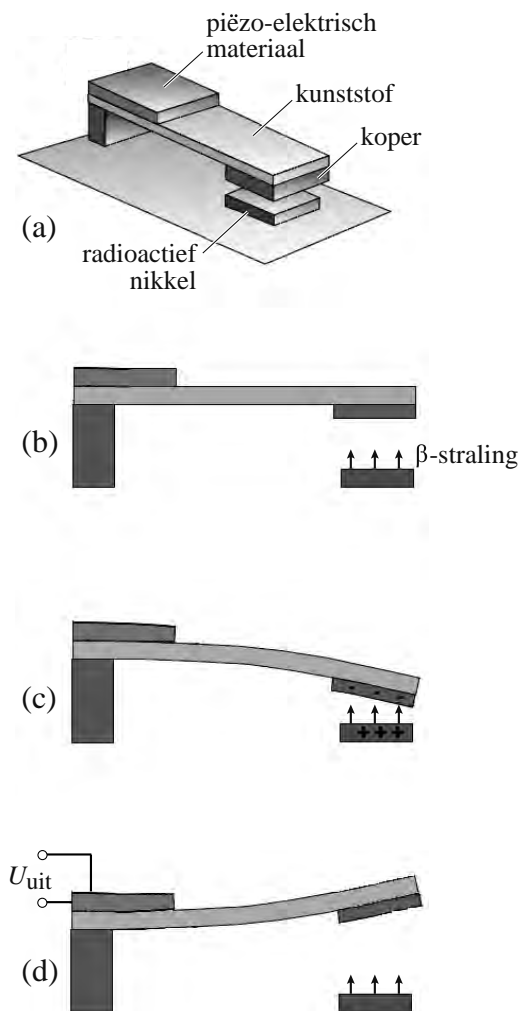 piëzo-elektrisch
materiaal
kunststof
koper
(a)
radioactief
nikkel
(b)
β-straling
(c)
- - -
+ + +
U_uit
(d)